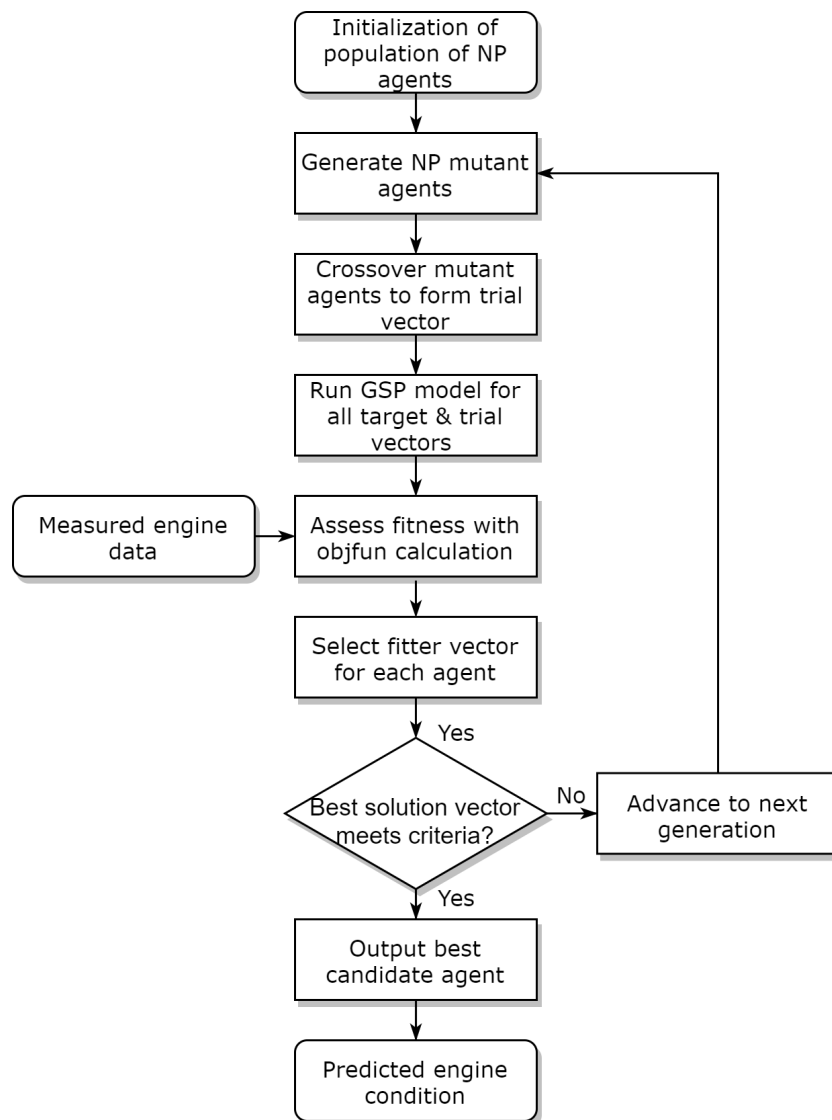 Initialization of
population of NP
agents
Generate NP mutant
agents
Crossover mutant
agents to form trial
vector
Run GSP model for
all target & trial
vectors
Measured engine
data
Assess fitness with
objfun calculation
Select fitter vector
for each agent
Yes
Best solution vector
meets criteria?
No
Advance to next
generation
Yes
Output best
candidate agent
Predicted engine
condition